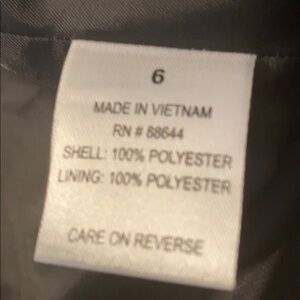 6
MADE IN VIETNAM
RN # 88644
SHELL: 100% POLYESTER
LINING: 100% POLYESTER
CARE ON REVERSE